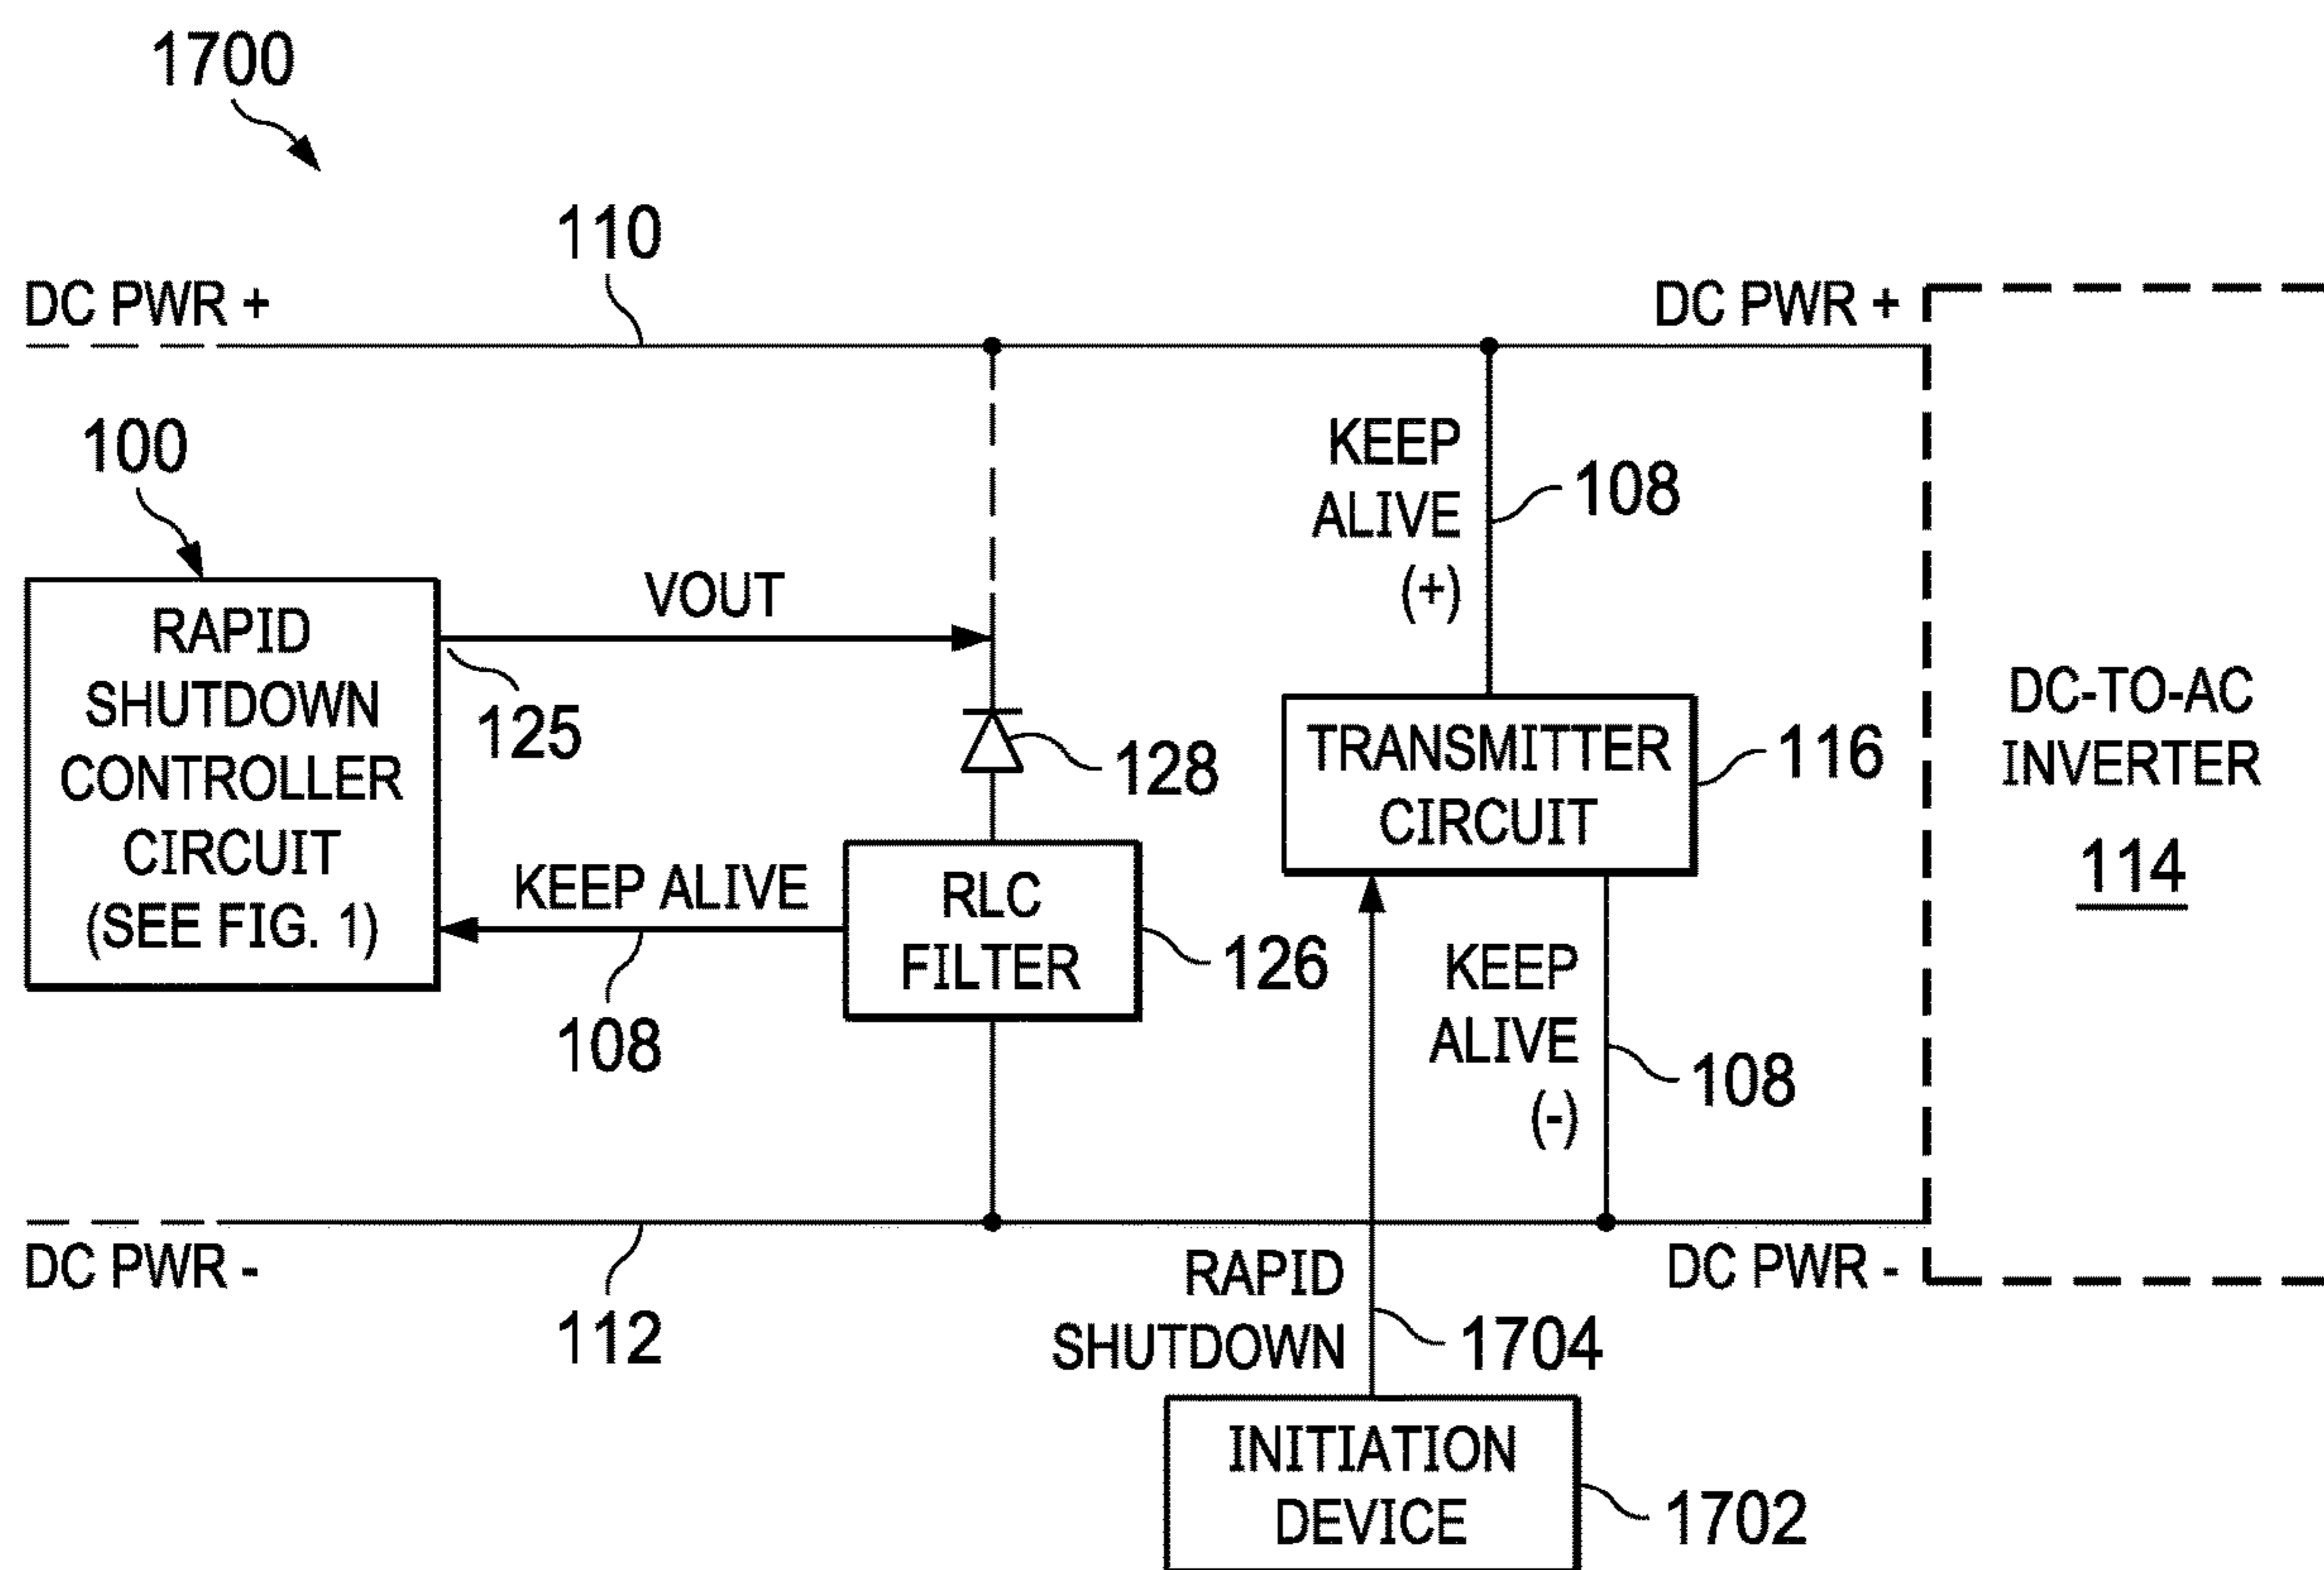 1700
110
DC PWR +
DC PWR +
100
KEEP
ALIVE
(+)
108
RAPID
SHUTDOWN
CONTROLLER
CIRCUIT
(SEE FIG. 1)
VOUT
125
128
TRANSMITTER
CIRCUIT
116
DC-TO-AC
INVERTER
114
KEEP ALIVE
108
RLC
FILTER
126
KEEP
ALIVE
(-)
108
DC PWR -
112
DC PWR -
RAPID
SHUTDOWN
1704
INITIATION
DEVICE
1702